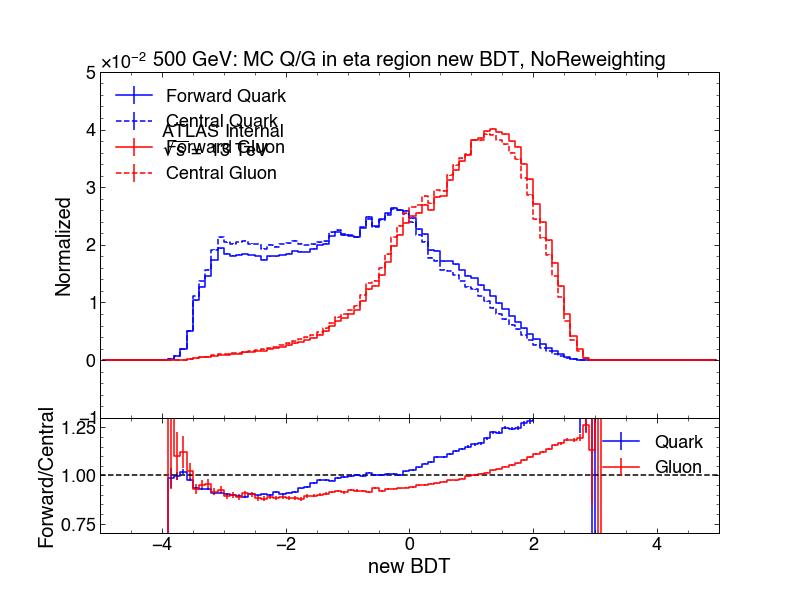 ×10⁻² 500 GeV: MC Q/G in eta region new BDT, NoReweighting
5
4
3
2
1
0
−1
Normalized
Forward Quark
Central Quark
ATLAS Internal
Forward Gluon
√s = 13 TeV
Central Gluon
1.25
1.00
0.75
Forward/Central
Quark
Gluon
−4 −2 0 2 4
new BDT